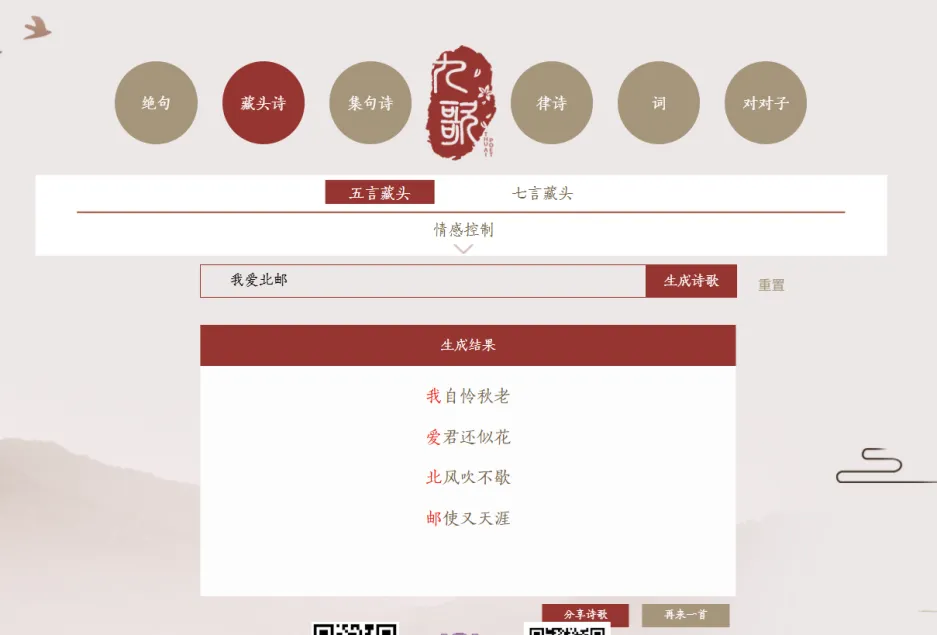 绝句
藏头诗
集句诗
九歌
律诗
词
对对子
五言藏头
七言藏头
情感控制
我爱北邮
生成诗歌
重置
生成结果
我自怜秋老
爱君还似花
北风吹不歇
邮使又天涯
分享诗歌
再来一首